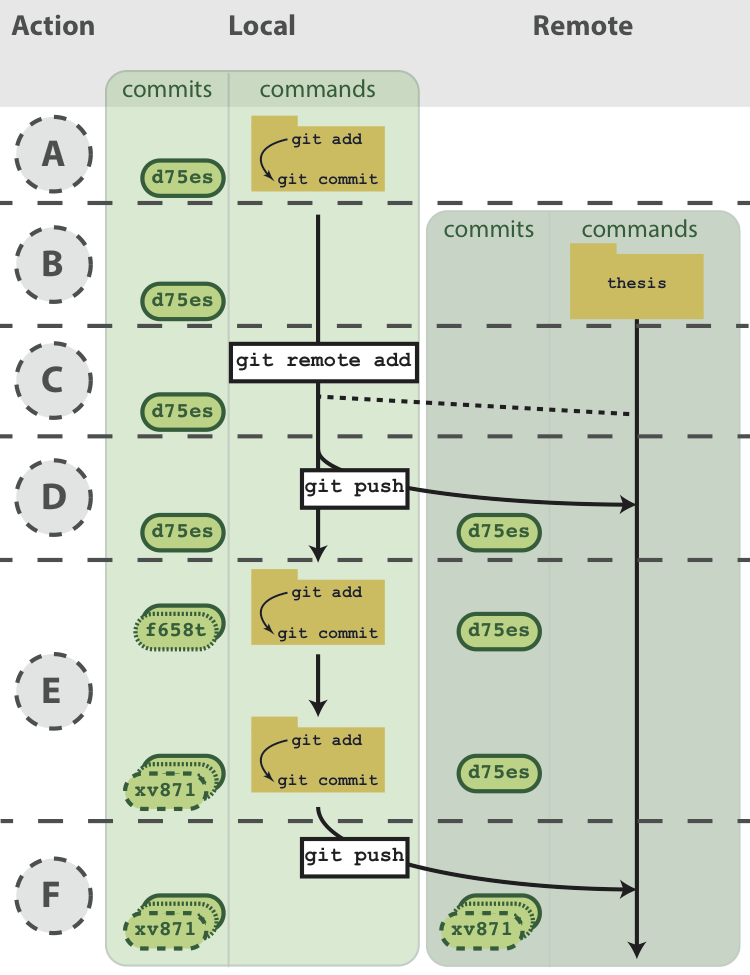 Action Local Remote
commits commands
A
git add
d75es git commit
commits commands
B
thesis
d75es
git remote add
C
d75es
D
git push
d75es d75es
git add
f658t git commit d75es
E
git add
xv871 git commit d75es
git push
F
xv871 xv871